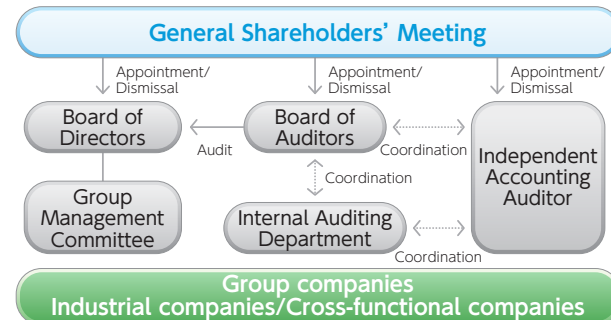 General Shareholders’ Meeting
Appointment/
Dismissal
Appointment/
Dismissal
Appointment/
Dismissal
Board of
Directors
Audit
Board of
Auditors
Coordination
Independent
Accounting
Auditor
Coordination
Group
Management
Committee
Internal Auditing
Department
Coordination
Group companies
Industrial companies/Cross-functional companies